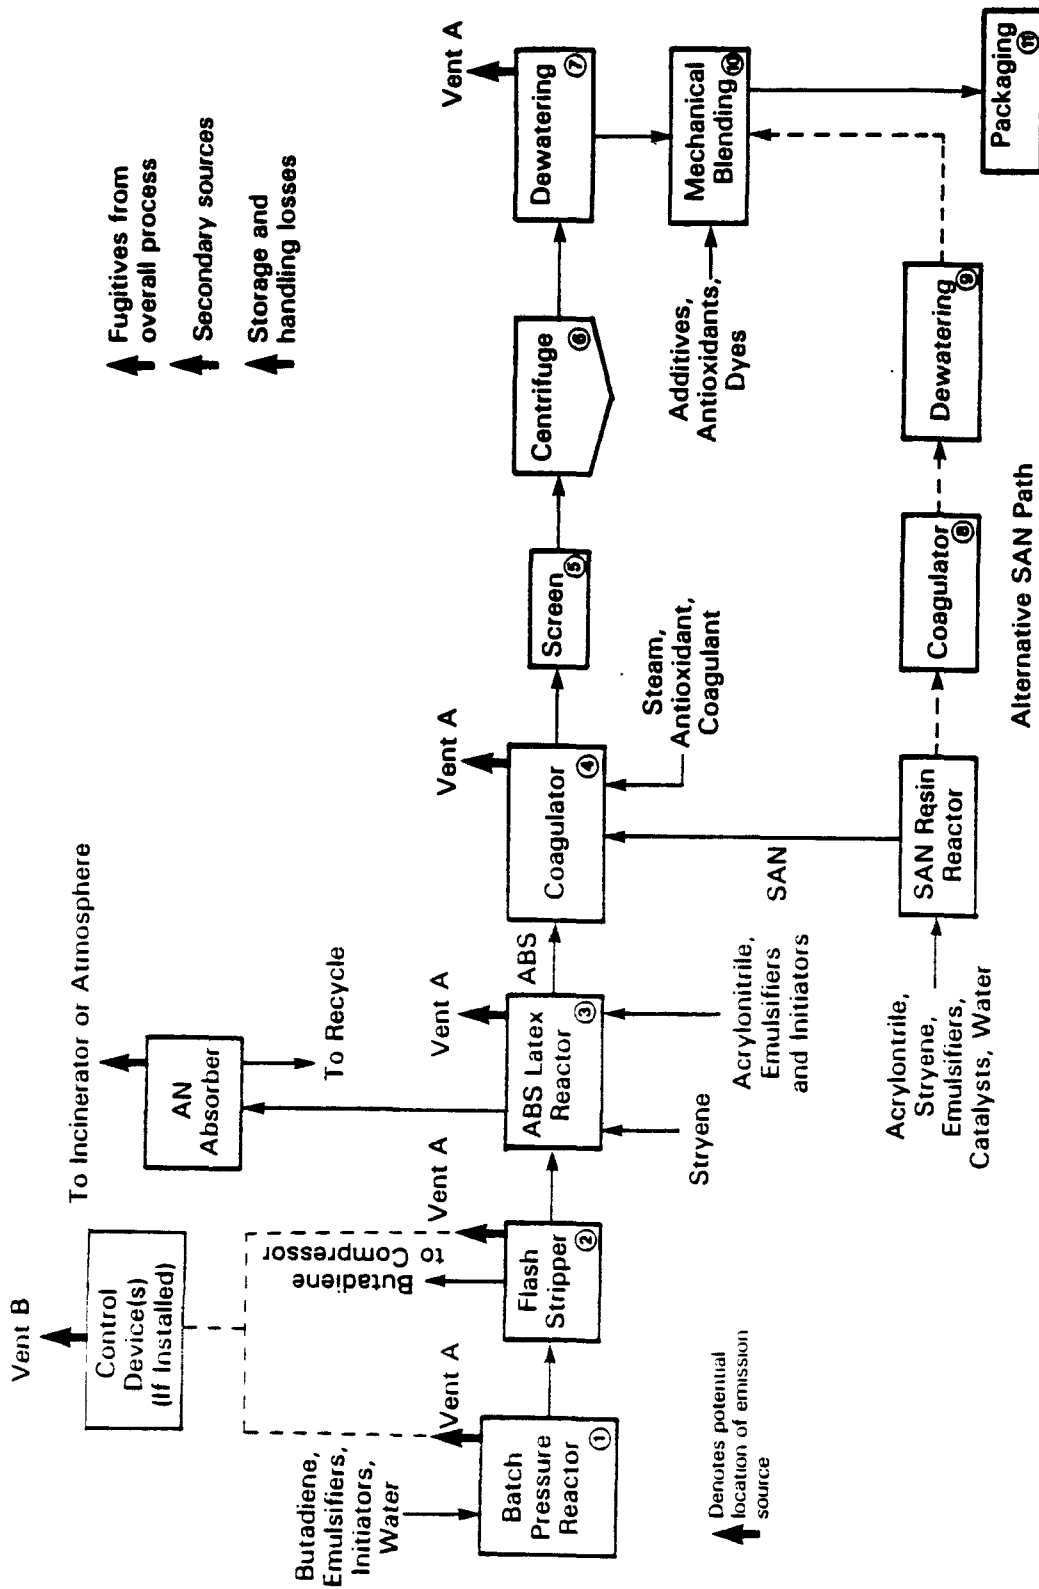 Vent B
Control
Device(s)
(If Installed)
To Incinerator or Atmosphere
AN
Absorber
To Recycle
Fugitives from
overall process
Secondary sources
Storage and
handling losses
Butadiene,
Emulsifiers,
Initiators,
Water
Vent A
Butadiene
to Compressor
Vent A
Vent A
Vent A
Vent A
Batch
Pressure
Reactor
1
Flash
Stripper
2
ABS Latex
Reactor
3
ABS
Coagulator
4
Screen
5
Centrifuge
6
Dewatering
7
Denotes potential
location of emission
source
Stryene
Acrylonitrile,
Emulsifiers
and Initiators
SAN
Steam,
Antioxidant,
Coagulant
Additives,
Antioxidants,
Dyes
Mechanical
Blending
10
Acrylontrile,
Stryene,
Emulsifiers,
Catalysts, Water
SAN Resin
Reactor
Coagulator
8
Dewatering
9
Packaging
11
Alternative SAN Path